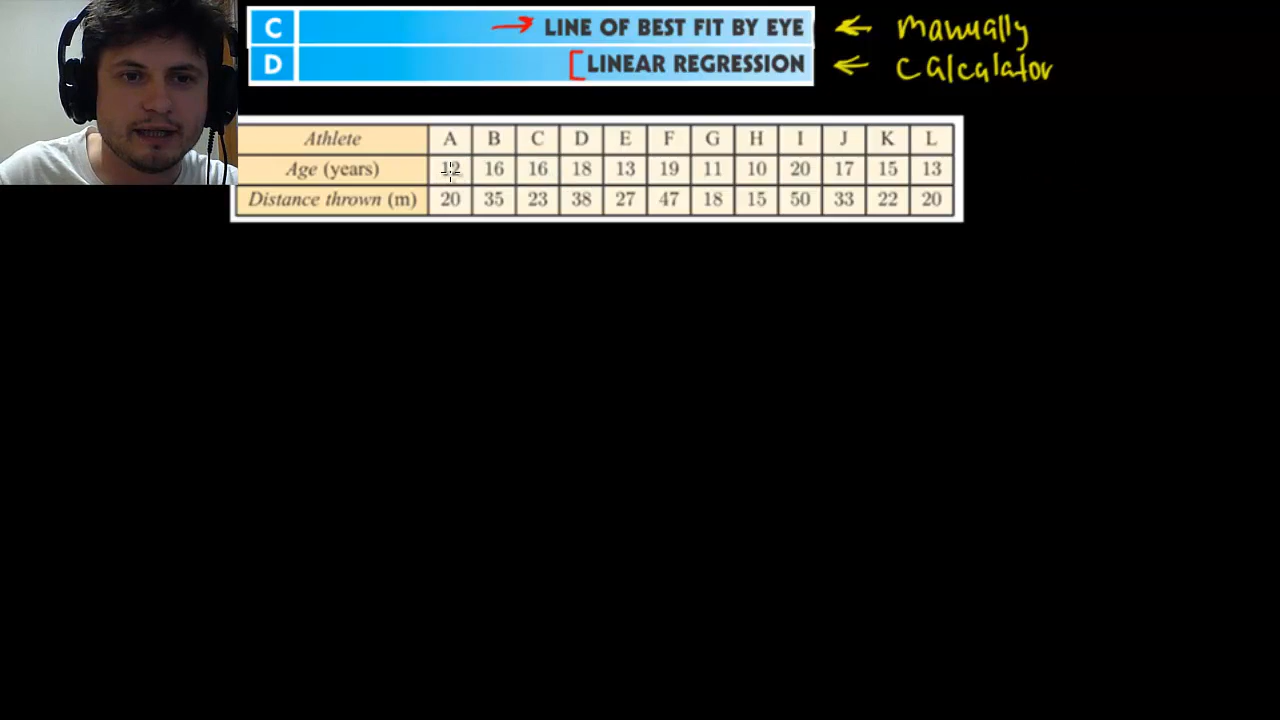 C LINE OF BEST FIT BY EYE manually
D LINEAR REGRESSION calculator
Athlete A B C D E F G H I J K L
Age (years) 12 16 16 18 13 19 11 10 20 17 15 13
Distance thrown (m) 20 35 23 38 27 47 18 15 50 33 22 20